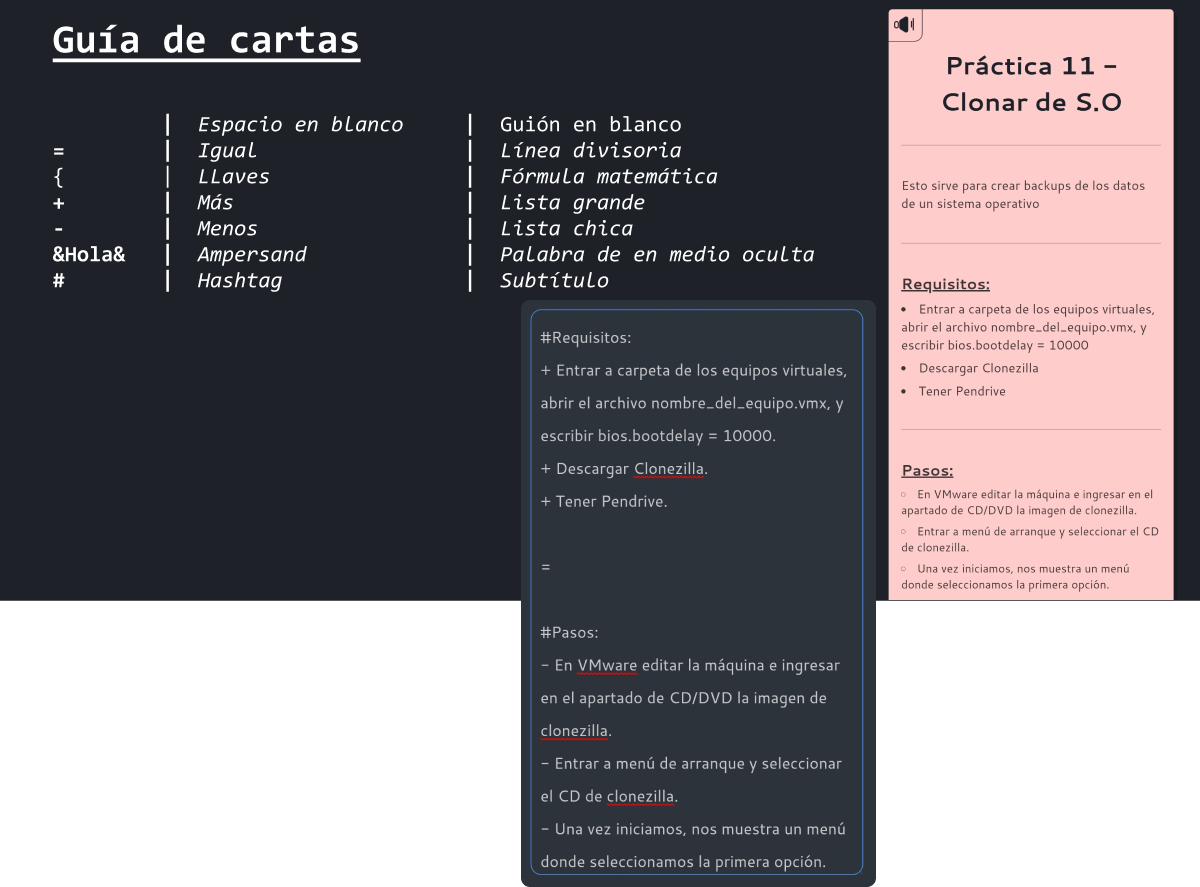 Guía de cartas
| Espacio en blanco | Guión en blanco
= | Igual | Línea divisoria
{ | LLaves | Fórmula matemática
+ | Más | Lista grande
- | Menos | Lista chica
&Hola& | Ampersand | Palabra de en medio oculta
# | Hashtag | Subtítulo
#Requisitos:
+ Entrar a carpeta de los equipos virtuales,
abrir el archivo nombre_del_equipo.vmx, y
escribir bios.bootdelay = 10000.
+ Descargar Clonezilla.
+ Tener Pendrive.
=
#Pasos:
- En VMware editar la máquina e ingresar
en el apartado de CD/DVD la imagen de
clonezilla.
- Entrar a menú de arranque y seleccionar
el CD de clonezilla.
- Una vez iniciamos, nos muestra un menú
donde seleccionamos la primera opción.
Práctica 11 -
Clonar de S.O
Esto sirve para crear backups de los datos
de un sistema operativo
Requisitos:
• Entrar a carpeta de los equipos virtuales,
abrir el archivo nombre_del_equipo.vmx, y
escribir bios.bootdelay = 10000
• Descargar Clonezilla
• Tener Pendrive
Pasos:
○ En VMware editar la máquina e ingresar en el
apartado de CD/DVD la imagen de clonezilla.
○ Entrar a menú de arranque y seleccionar el CD
de clonezilla.
○ Una vez iniciamos, nos muestra un menú
donde seleccionamos la primera opción.